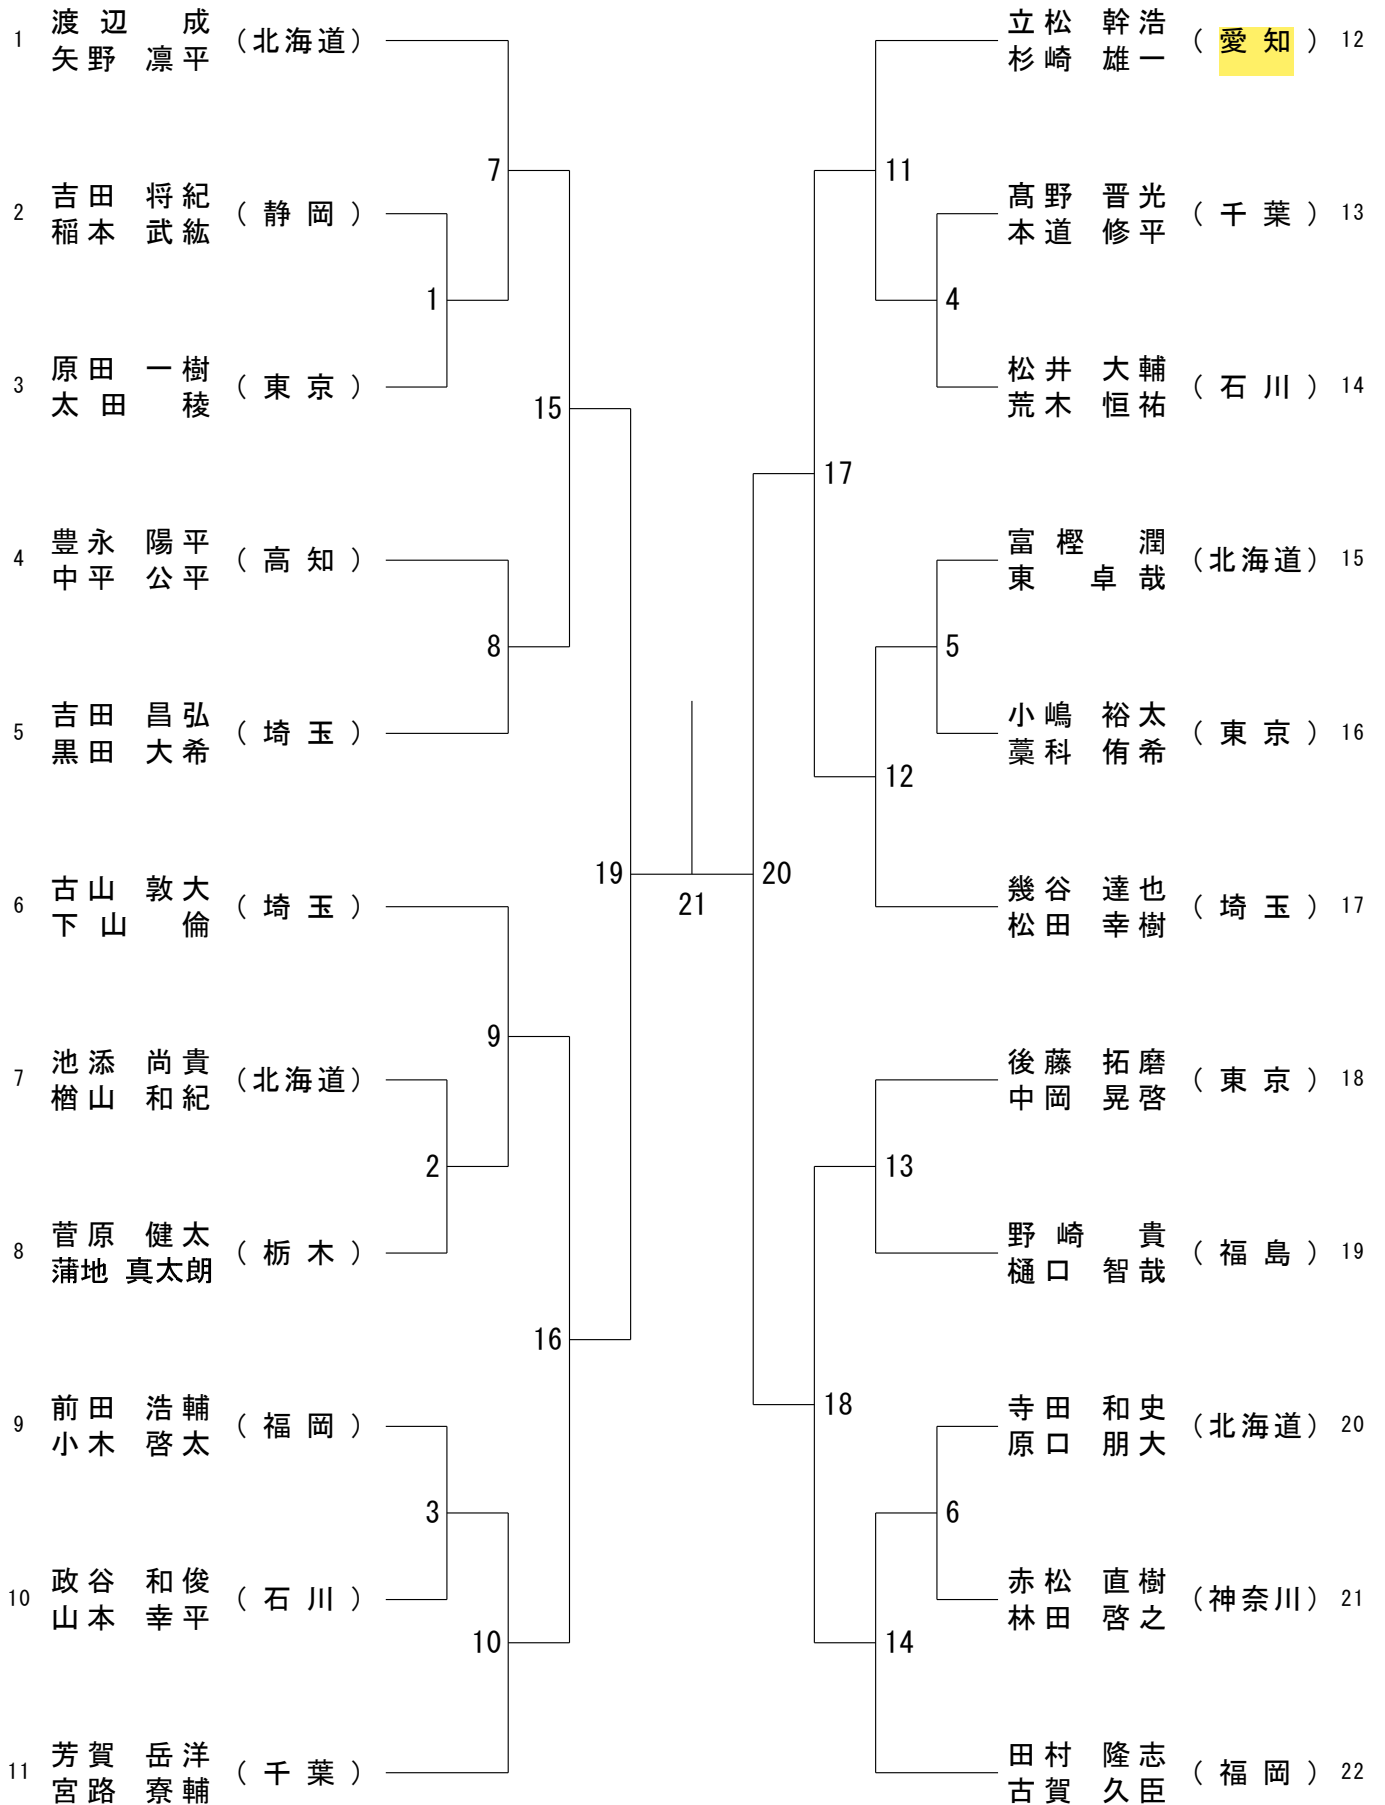 1 渡辺 成 矢野 凛平 (北海道)
2 吉田 将紀 稲本 武紘 (静岡)
3 原田 一樹 太田 稜 (東京)
4 豊永 陽平 中平 公平 (高知)
5 吉田 昌弘 黒田 大希 (埼玉)
6 古山 敦大 下山 倫 (埼玉)
7 池添 尚貴 楢山 和紀 (北海道)
8 菅原 健太 蒲地 真太朗 (栃木)
9 前田 浩輔 小木 啓太 (福岡)
10 政谷 和俊 山本 幸平 (石川)
11 芳賀 岳洋 宮路 寮輔 (千葉)
1
2
3
7
8
9
10
15
16
19
21
20
17
18
11
12
13
14
4
5
6
立松 幹浩 杉崎 雄一 (愛知) 12
髙野 晋光 本道 修平 (千葉) 13
松井 大輔 荒木 恒祐 (石川) 14
富樫 潤 東 卓哉 (北海道) 15
小嶋 裕太 藁科 侑希 (東京) 16
幾谷 達也 松田 幸樹 (埼玉) 17
後藤 拓磨 中岡 晃啓 (東京) 18
野崎 貴 樋口 智哉 (福島) 19
寺田 和史 原口 朋大 (北海道) 20
赤松 直樹 林田 啓之 (神奈川) 21
田村 隆志 古賀 久臣 (福岡) 22